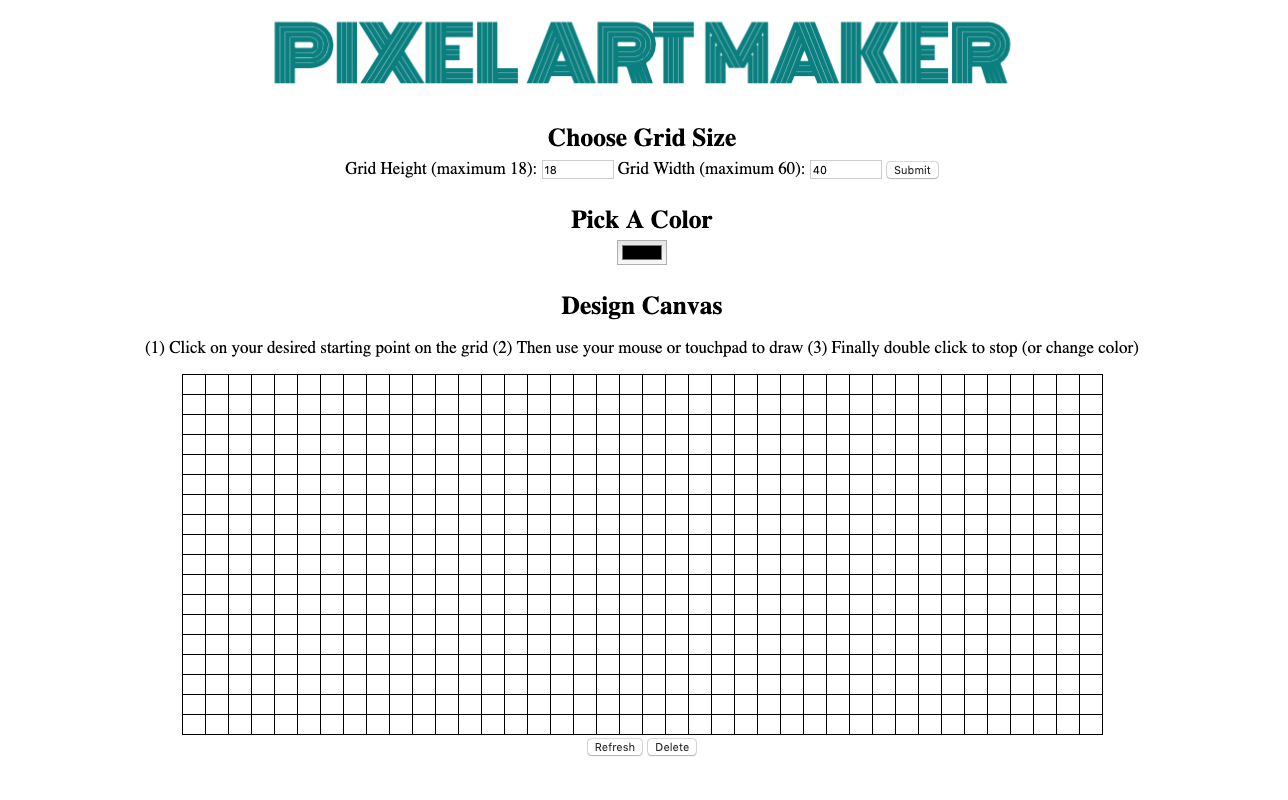 PIXEL ART MAKER
Choose Grid Size
Grid Height (maximum 18): 18 Grid Width (maximum 60): 40 Submit
Pick A Color
Design Canvas
(1) Click on your desired starting point on the grid (2) Then use your mouse or touchpad to draw (3) Finally double click to stop (or change color)
Refresh Delete